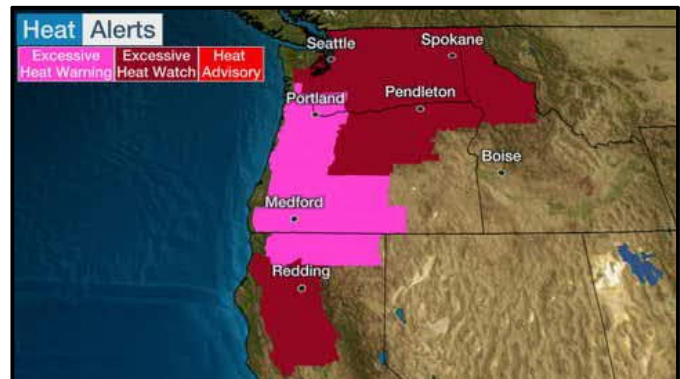 Heat Alerts
Excessive Heat Warning
Excessive Heat Watch
Heat Advisory
Seattle
Spokane
Portland
Pendleton
Boise
Medford
Redding